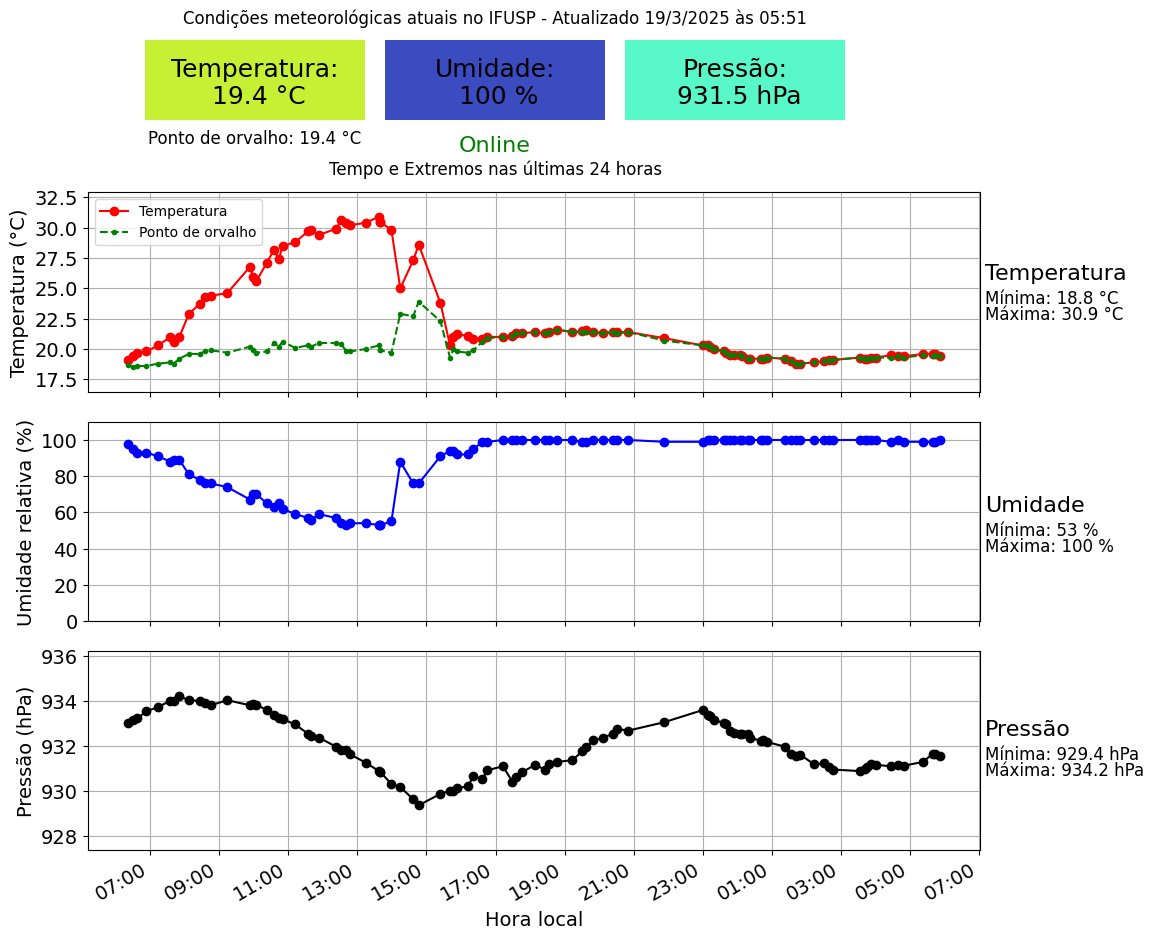 Condições meteorológicas atuais no IFUSP - Atualizado 19/3/2025 às 05:51
Temperatura:
19.4 °C
Umidade:
100 %
Pressão:
931.5 hPa
Ponto de orvalho: 19.4 °C
Online
Tempo e Extremos nas últimas 24 horas
Temperatura (°C)
32.5
30.0
27.5
25.0
22.5
20.0
17.5
Temperatura
Ponto de orvalho
Temperatura
Mínima: 18.8 °C
Máxima: 30.9 °C
Umidade relativa (%)
100
80
60
40
20
0
Umidade
Mínima: 53 %
Máxima: 100 %
Pressão (hPa)
936
934
932
930
928
Pressão
Mínima: 929.4 hPa
Máxima: 934.2 hPa
07:00
09:00
11:00
13:00
15:00
17:00
19:00
21:00
23:00
01:00
03:00
05:00
07:00
Hora local